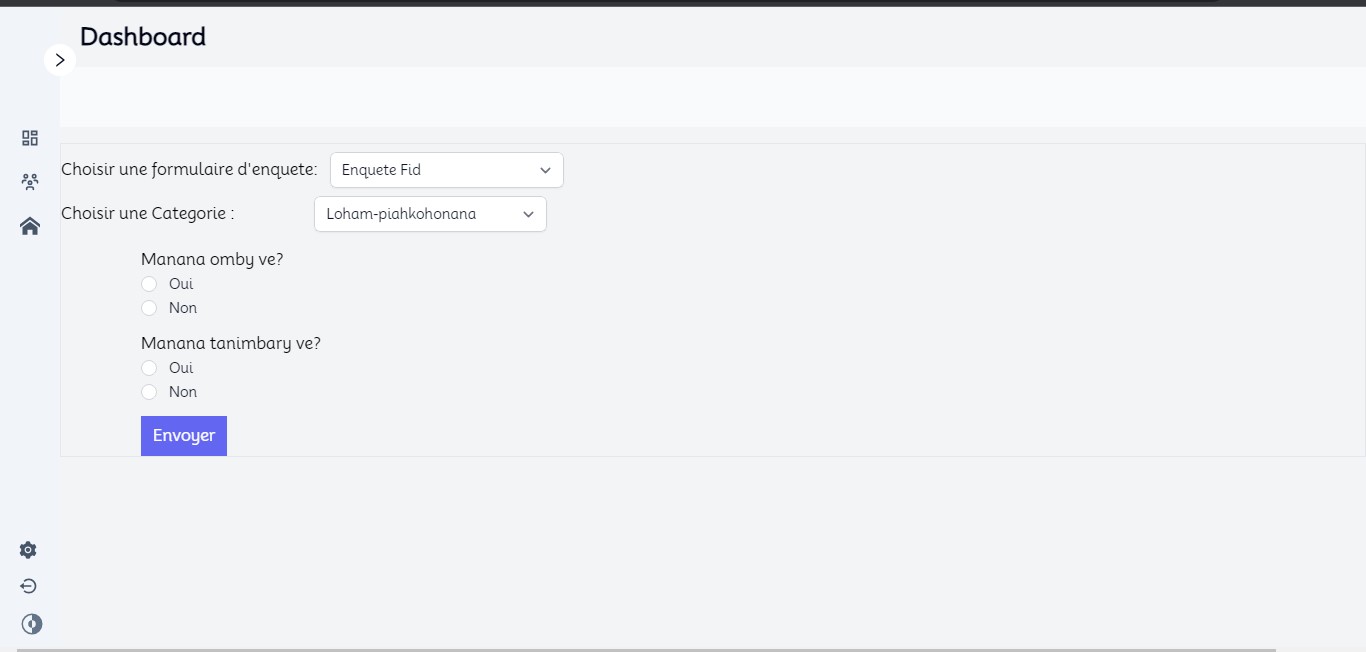 Dashboard
Choisir une formulaire d'enquete: Enquete Fid
Choisir une Categorie : Loham-piahkohonana
Manana omby ve?
Oui
Non
Manana tanimbary ve?
Oui
Non
Envoyer